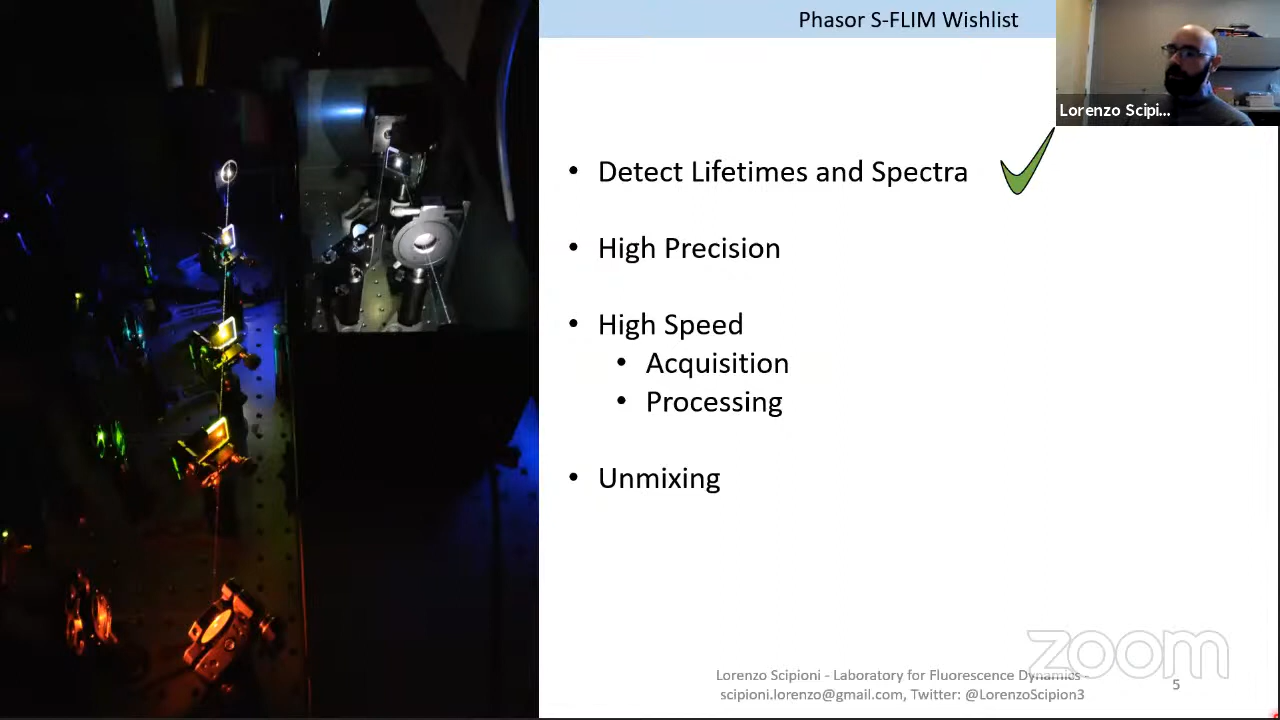 Phasor S-FLIM Wishlist
Lorenzo Scipi...
• Detect Lifetimes and Spectra
• High Precision
• High Speed
• Acquisition
• Processing
• Unmixing
zoom
Lorenzo Scipioni - Laboratory for Fluorescence Dynamics -
scipioni.lorenzo@gmail.com, Twitter: @LorenzoScipion3
5